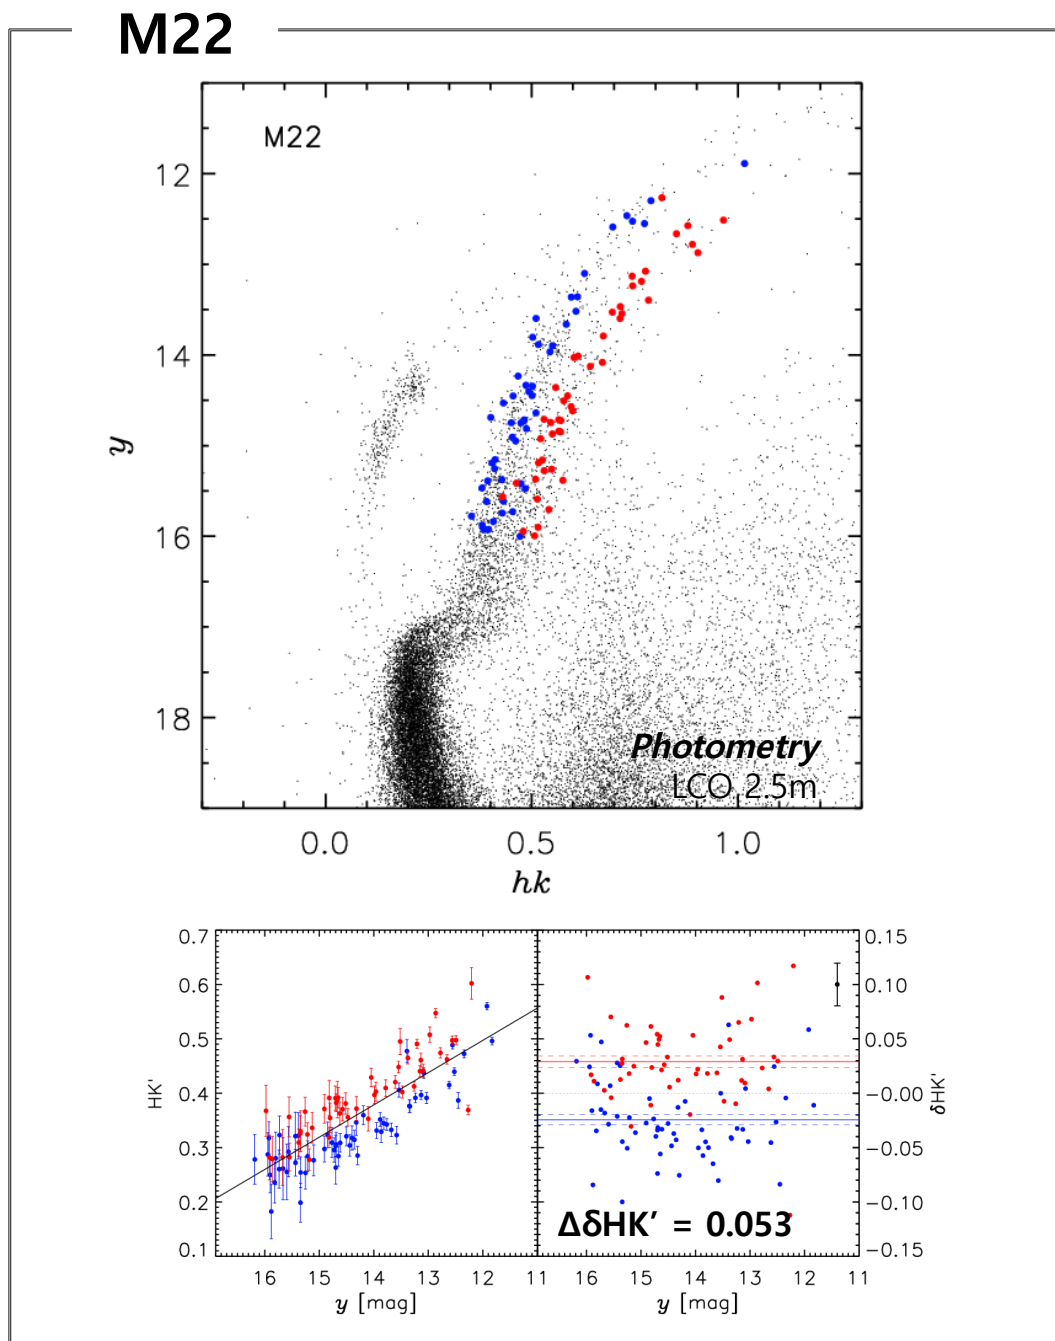 M22
M22
12
14
16
18
y
Photometry
LCO 2.5m
0.0 0.5 1.0
hk
0.7
0.6
0.5
0.4
0.3
0.2
0.1
HK'
0.15
0.10
0.05
-0.00
-0.05
-0.10
-0.15
δHK'
ΔδHK’ = 0.053
16 15 14 13 12 11 16 15 14 13 12 11
y [mag] y [mag]